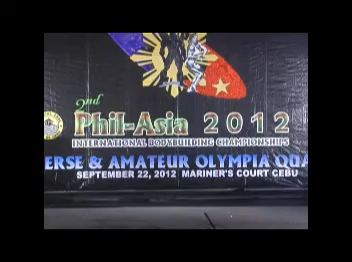 2nd
Phil-Asia 2012
INTERNATIONAL BODYBUILDING CHAMPIONSHIPS
ERSE & AMATEUR OLYMPIA QUA
SEPTEMBER 22, 2012 MARINER'S COURT CEBU